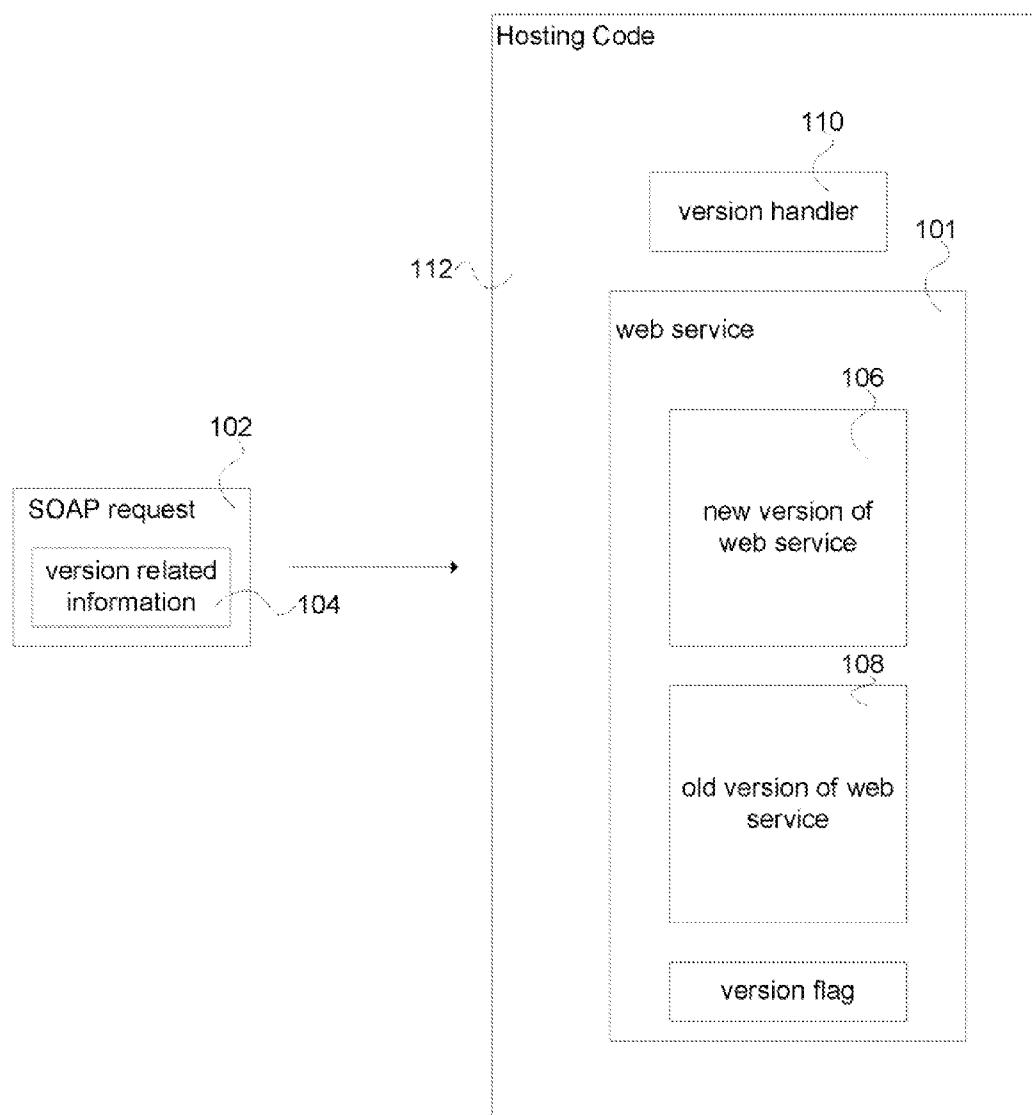 Hosting Code
110
version handler
101
112
web service
106
new version of
web service
102
SOAP request
version related
information
104
108
old version of web
service
version flag